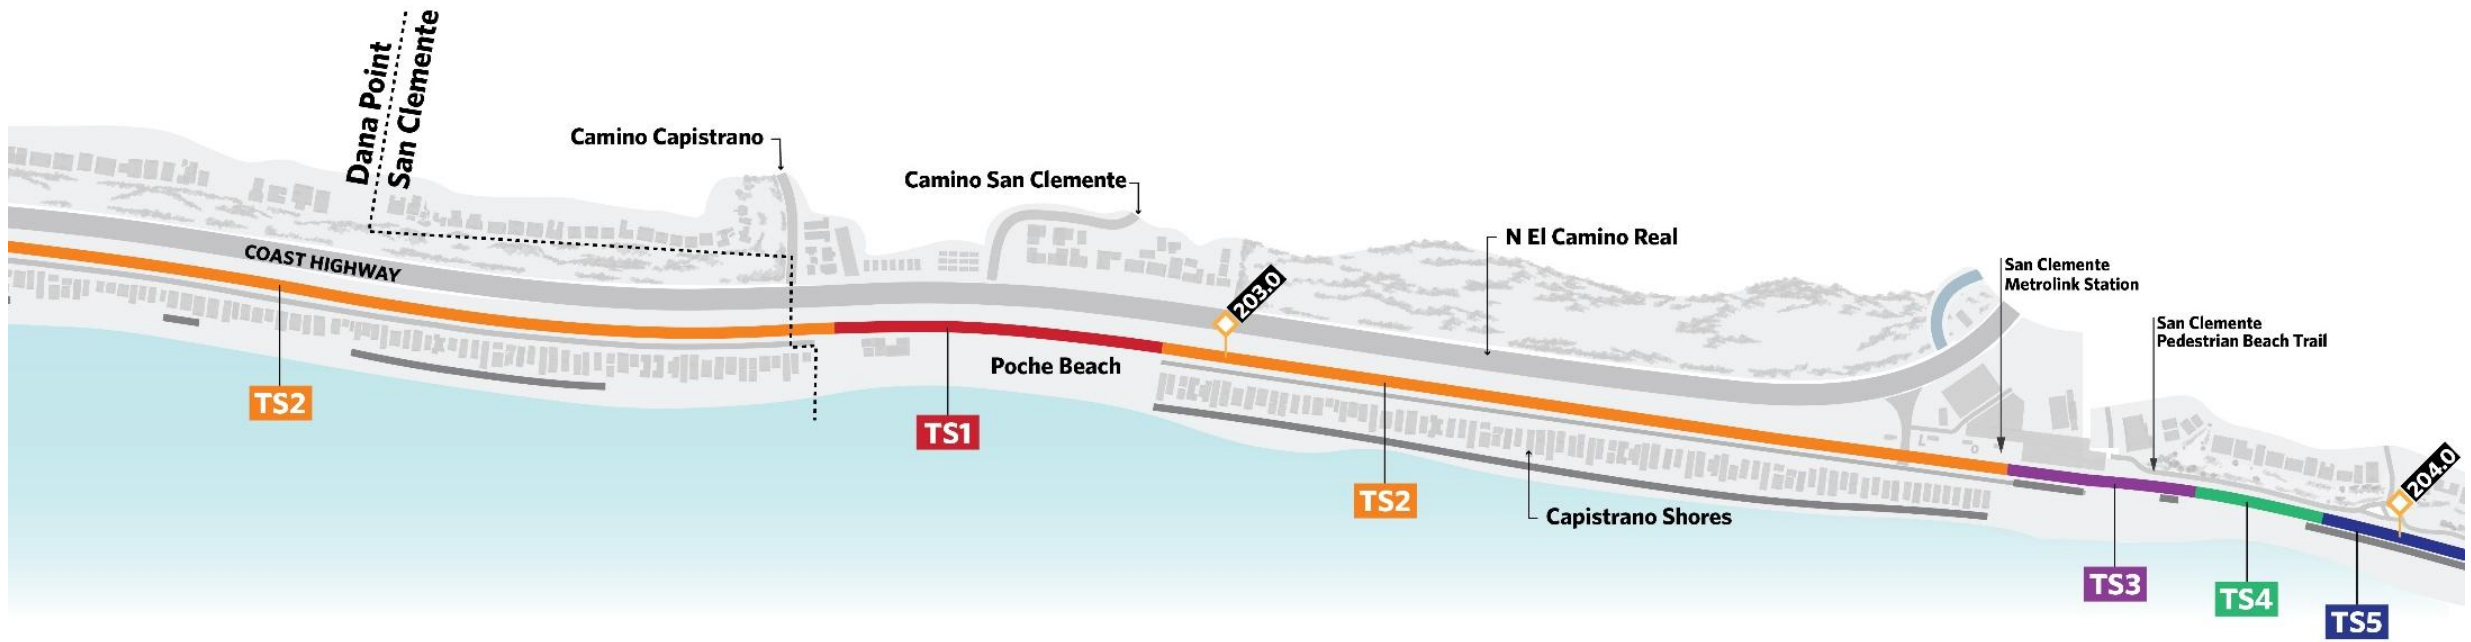 Dana Point
San Clemente
Camino Capistrano
Camino San Clemente
N El Camino Real
San Clemente
Metrolink Station
San Clemente
Pedestrian Beach Trail
COAST HIGHWAY
203.0
Poche Beach
TS2
TS1
TS2
Capistrano Shores
204.0
TS3
TS4
TS5